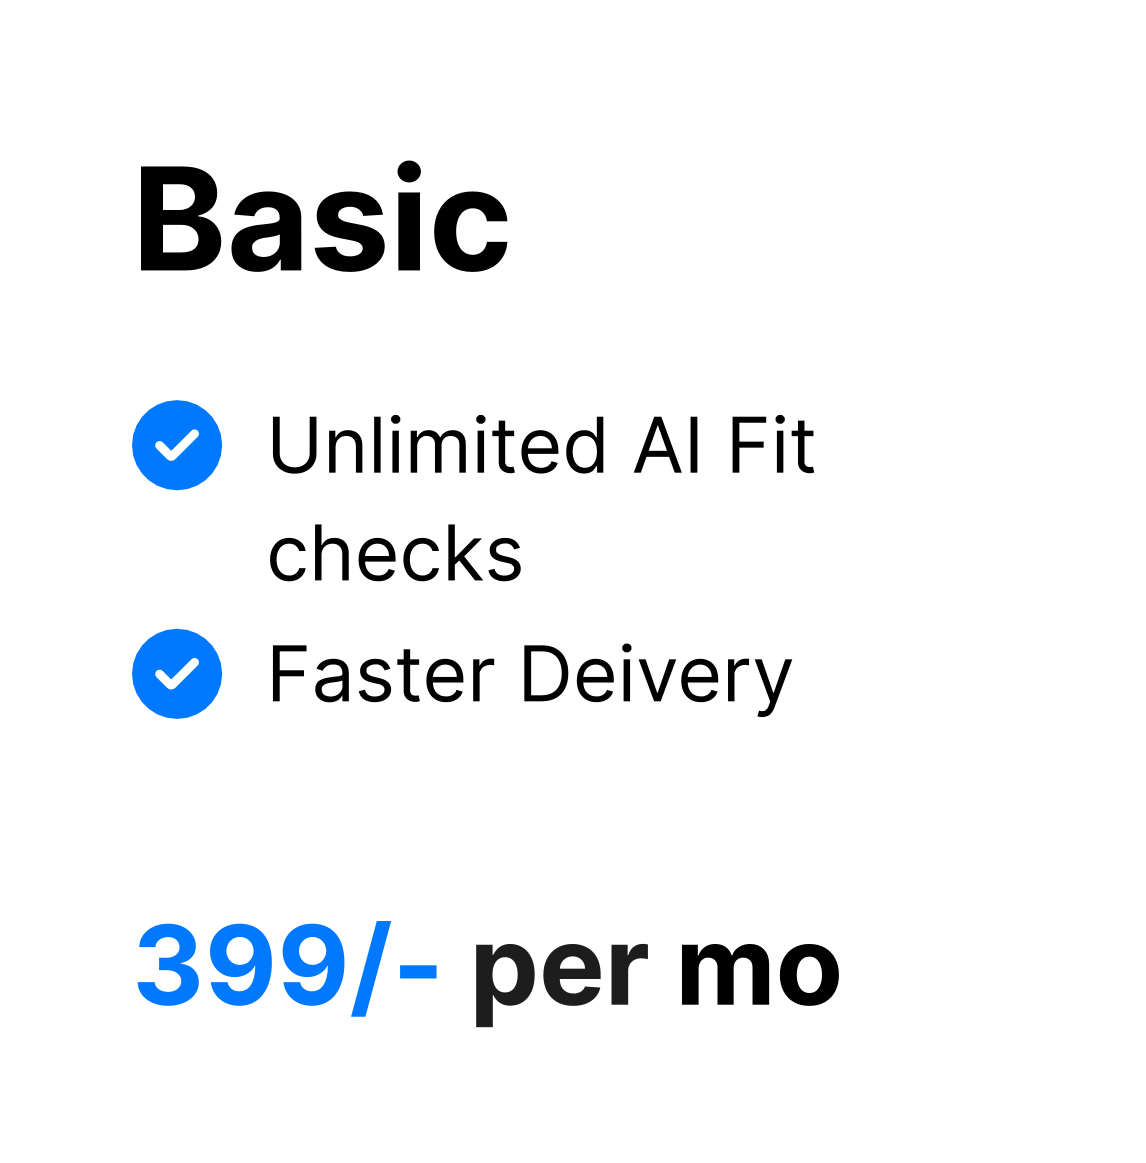 Basic
Unlimited AI Fit
checks
Faster Deivery
399/- per mo